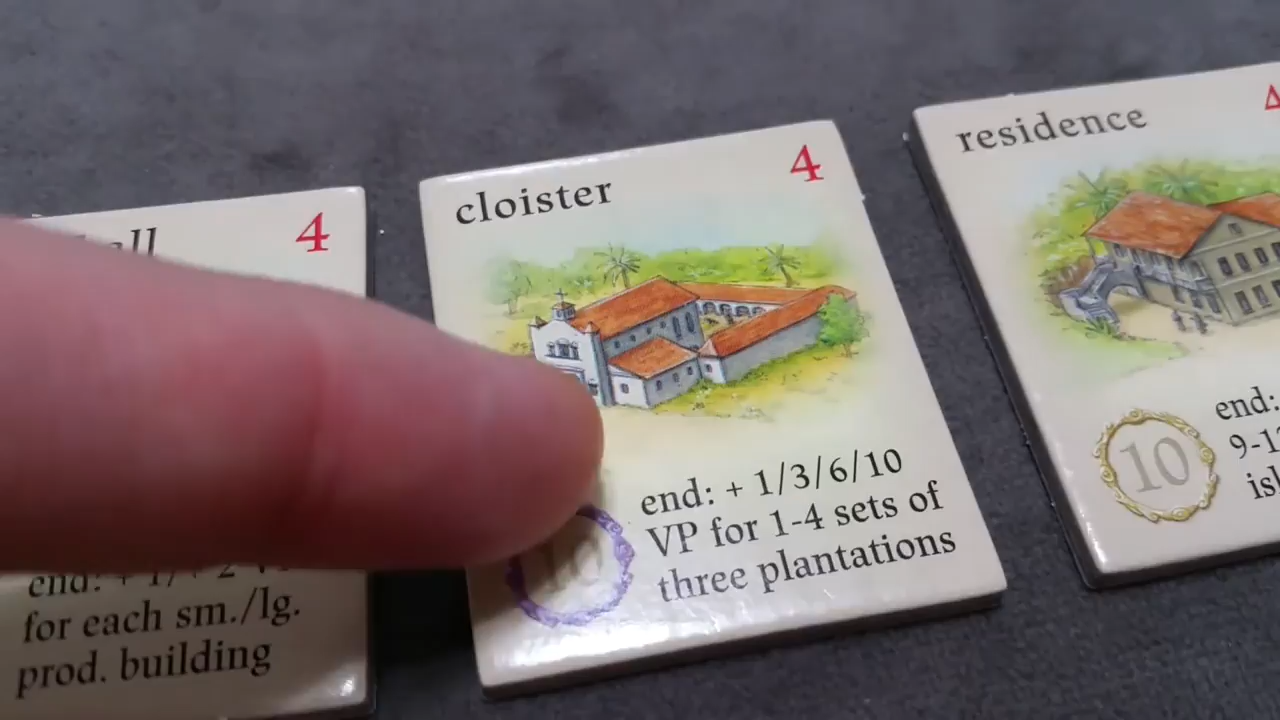 4
for each sm./lg.
prod. building
cloister
4
end: + 1/3/6/10
VP for 1-4 sets of
three plantations
residence
4
10
end: